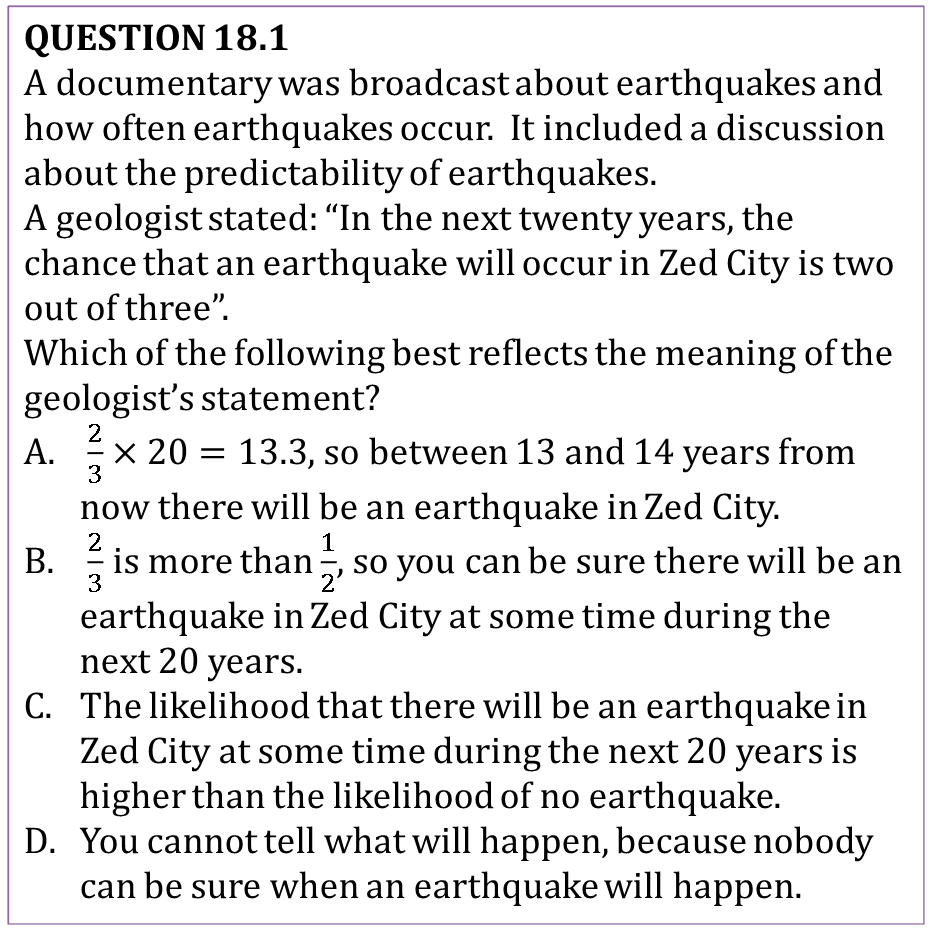 QUESTION 18.1
A documentary was broadcast about earthquakes and
how often earthquakes occur. It included a discussion
about the predictability of earthquakes.
A geologist stated: “In the next twenty years, the
chance that an earthquake will occur in Zed City is two
out of three”.
Which of the following best reflects the meaning of the
geologist’s statement?
A. 2/3 × 20 = 13.3, so between 13 and 14 years from
now there will be an earthquake in Zed City.
B. 2/3 is more than 1/2, so you can be sure there will be an
earthquake in Zed City at some time during the
next 20 years.
C. The likelihood that there will be an earthquake in
Zed City at some time during the next 20 years is
higher than the likelihood of no earthquake.
D. You cannot tell what will happen, because nobody
can be sure when an earthquake will happen.